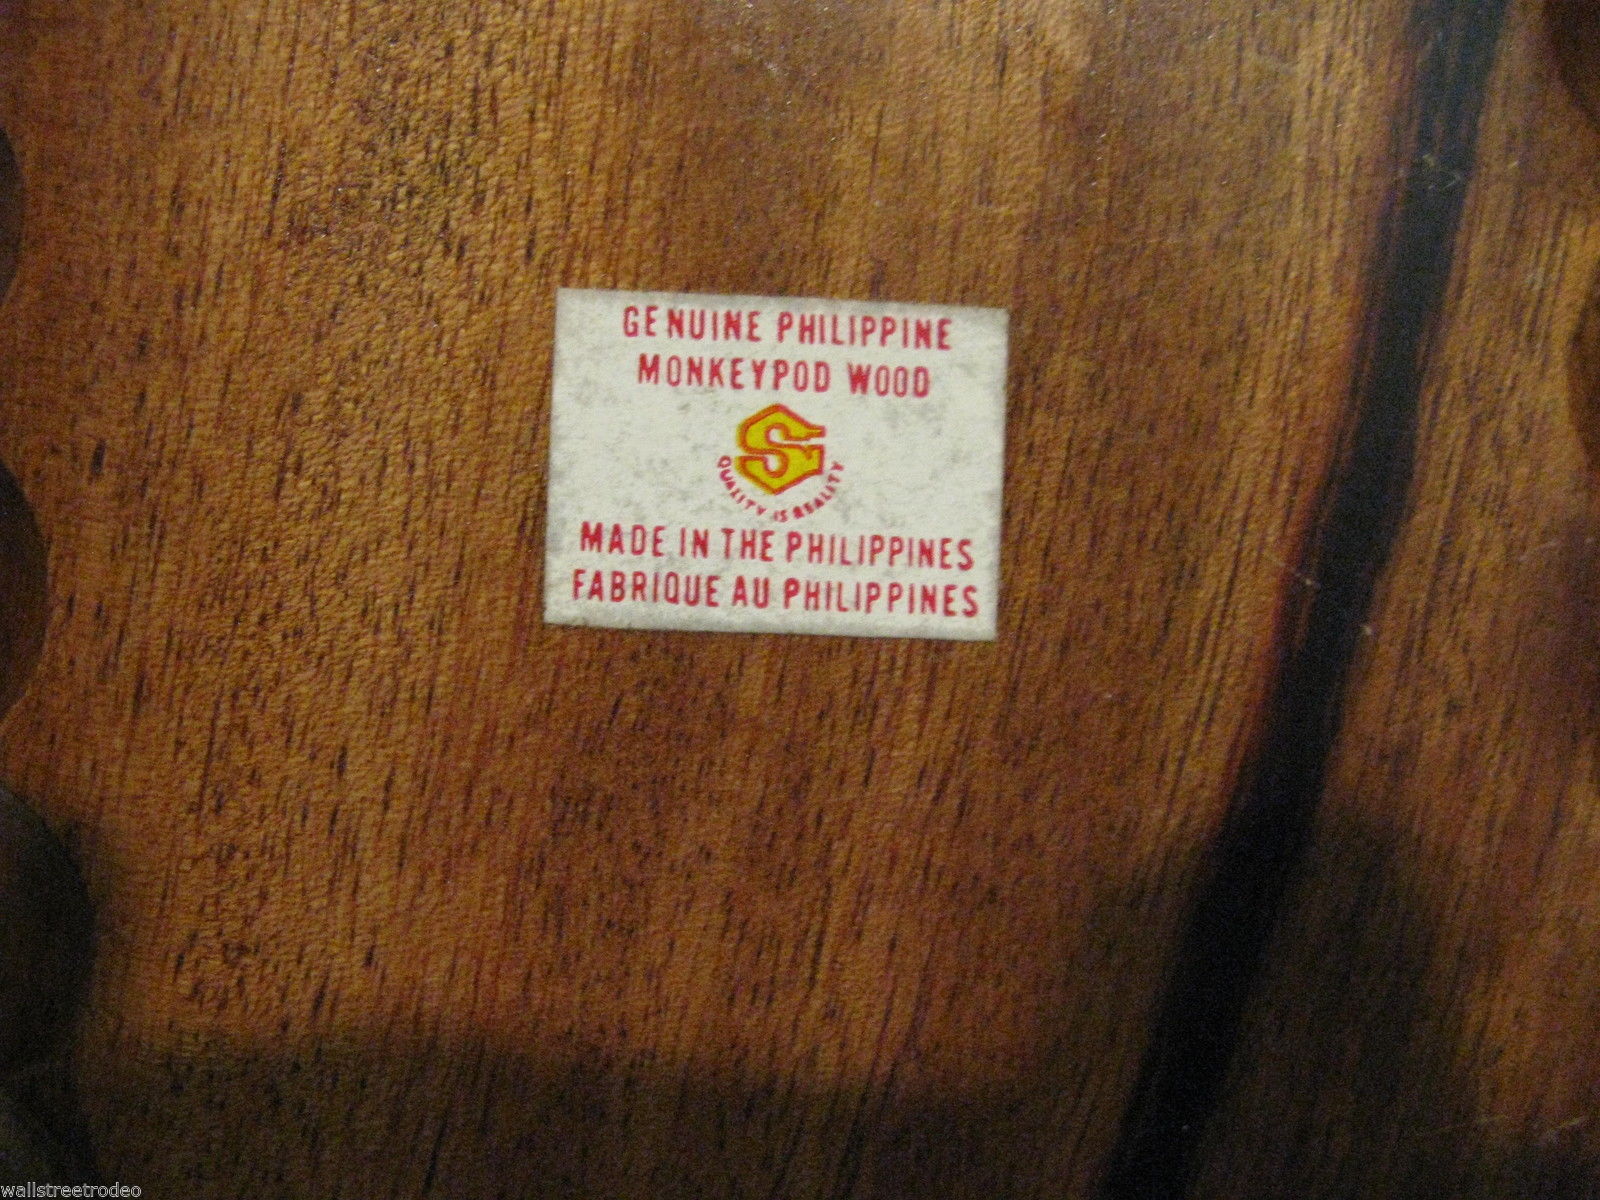 GENUINE PHILIPPINE
MONKEYPOD WOOD
S
QUALITY IS REALITY
MADE IN THE PHILIPPINES
FABRIQUE AU PHILIPPINES
wallstreetrodeo